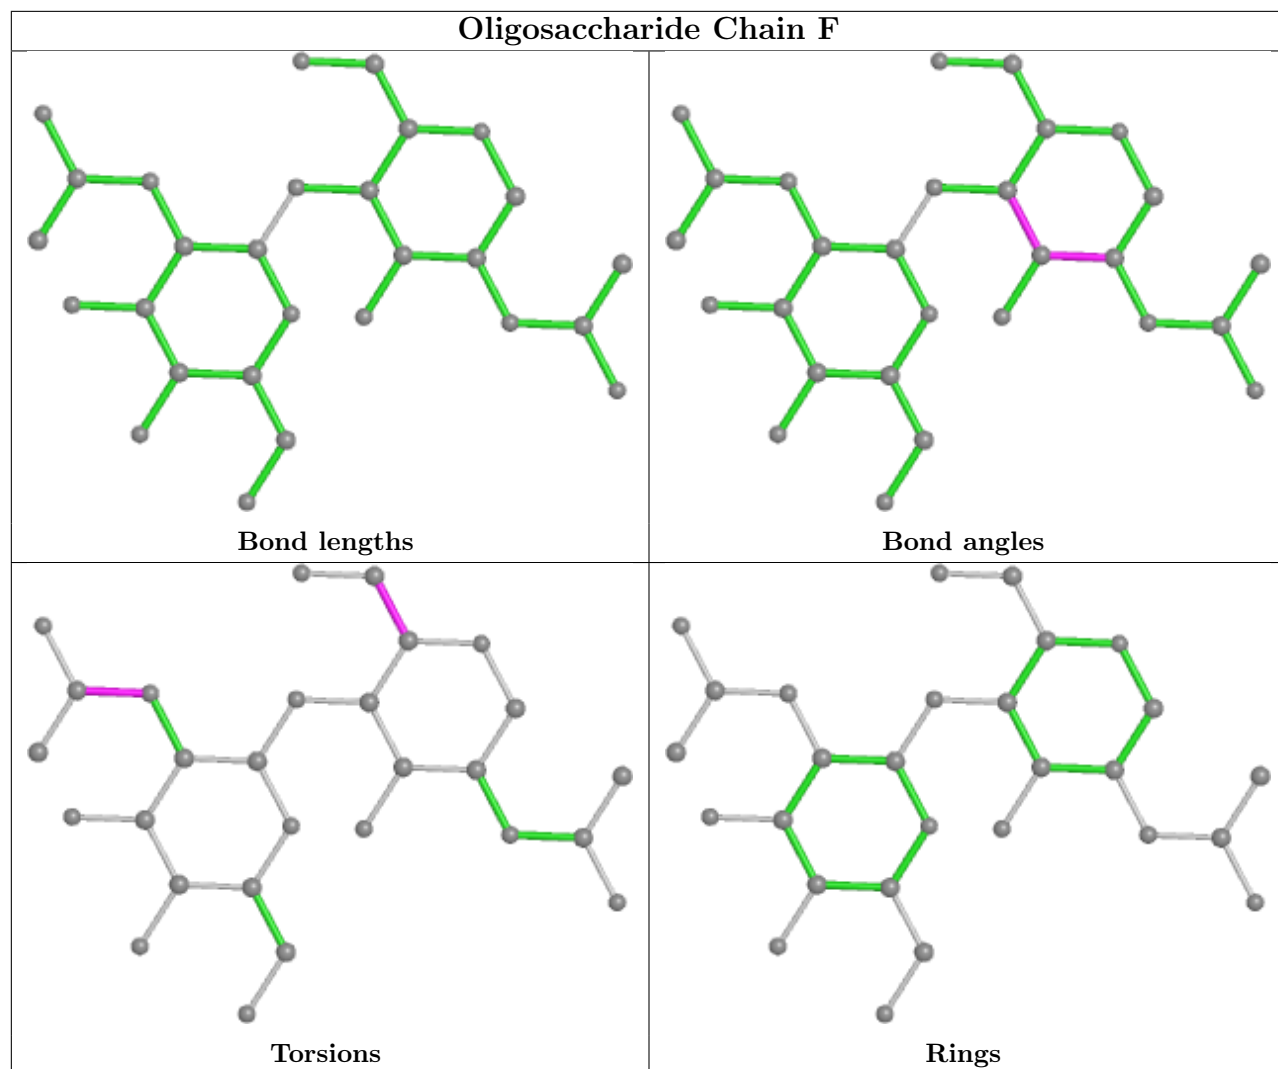 Oligosaccharide Chain F
Bond lengths
Bond angles
Torsions
Rings